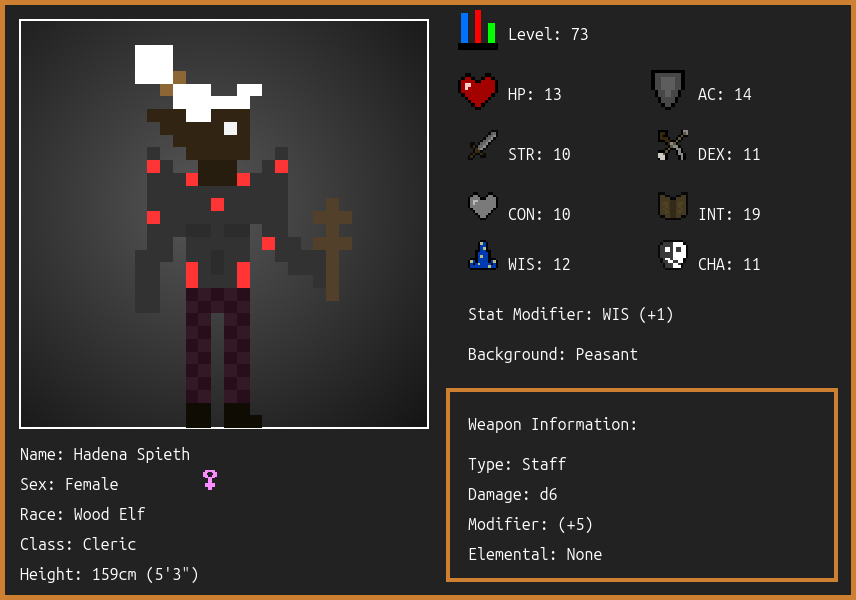 Level: 73
HP: 13
AC: 14
STR: 10
DEX: 11
CON: 10
INT: 19
WIS: 12
CHA: 11
Stat Modifier: WIS (+1)
Background: Peasant
Weapon Information:
Type: Staff
Damage: d6
Modifier: (+5)
Elemental: None
Name: Hadena Spieth
Sex: Female
Race: Wood Elf
Class: Cleric
Height: 159cm (5'3")